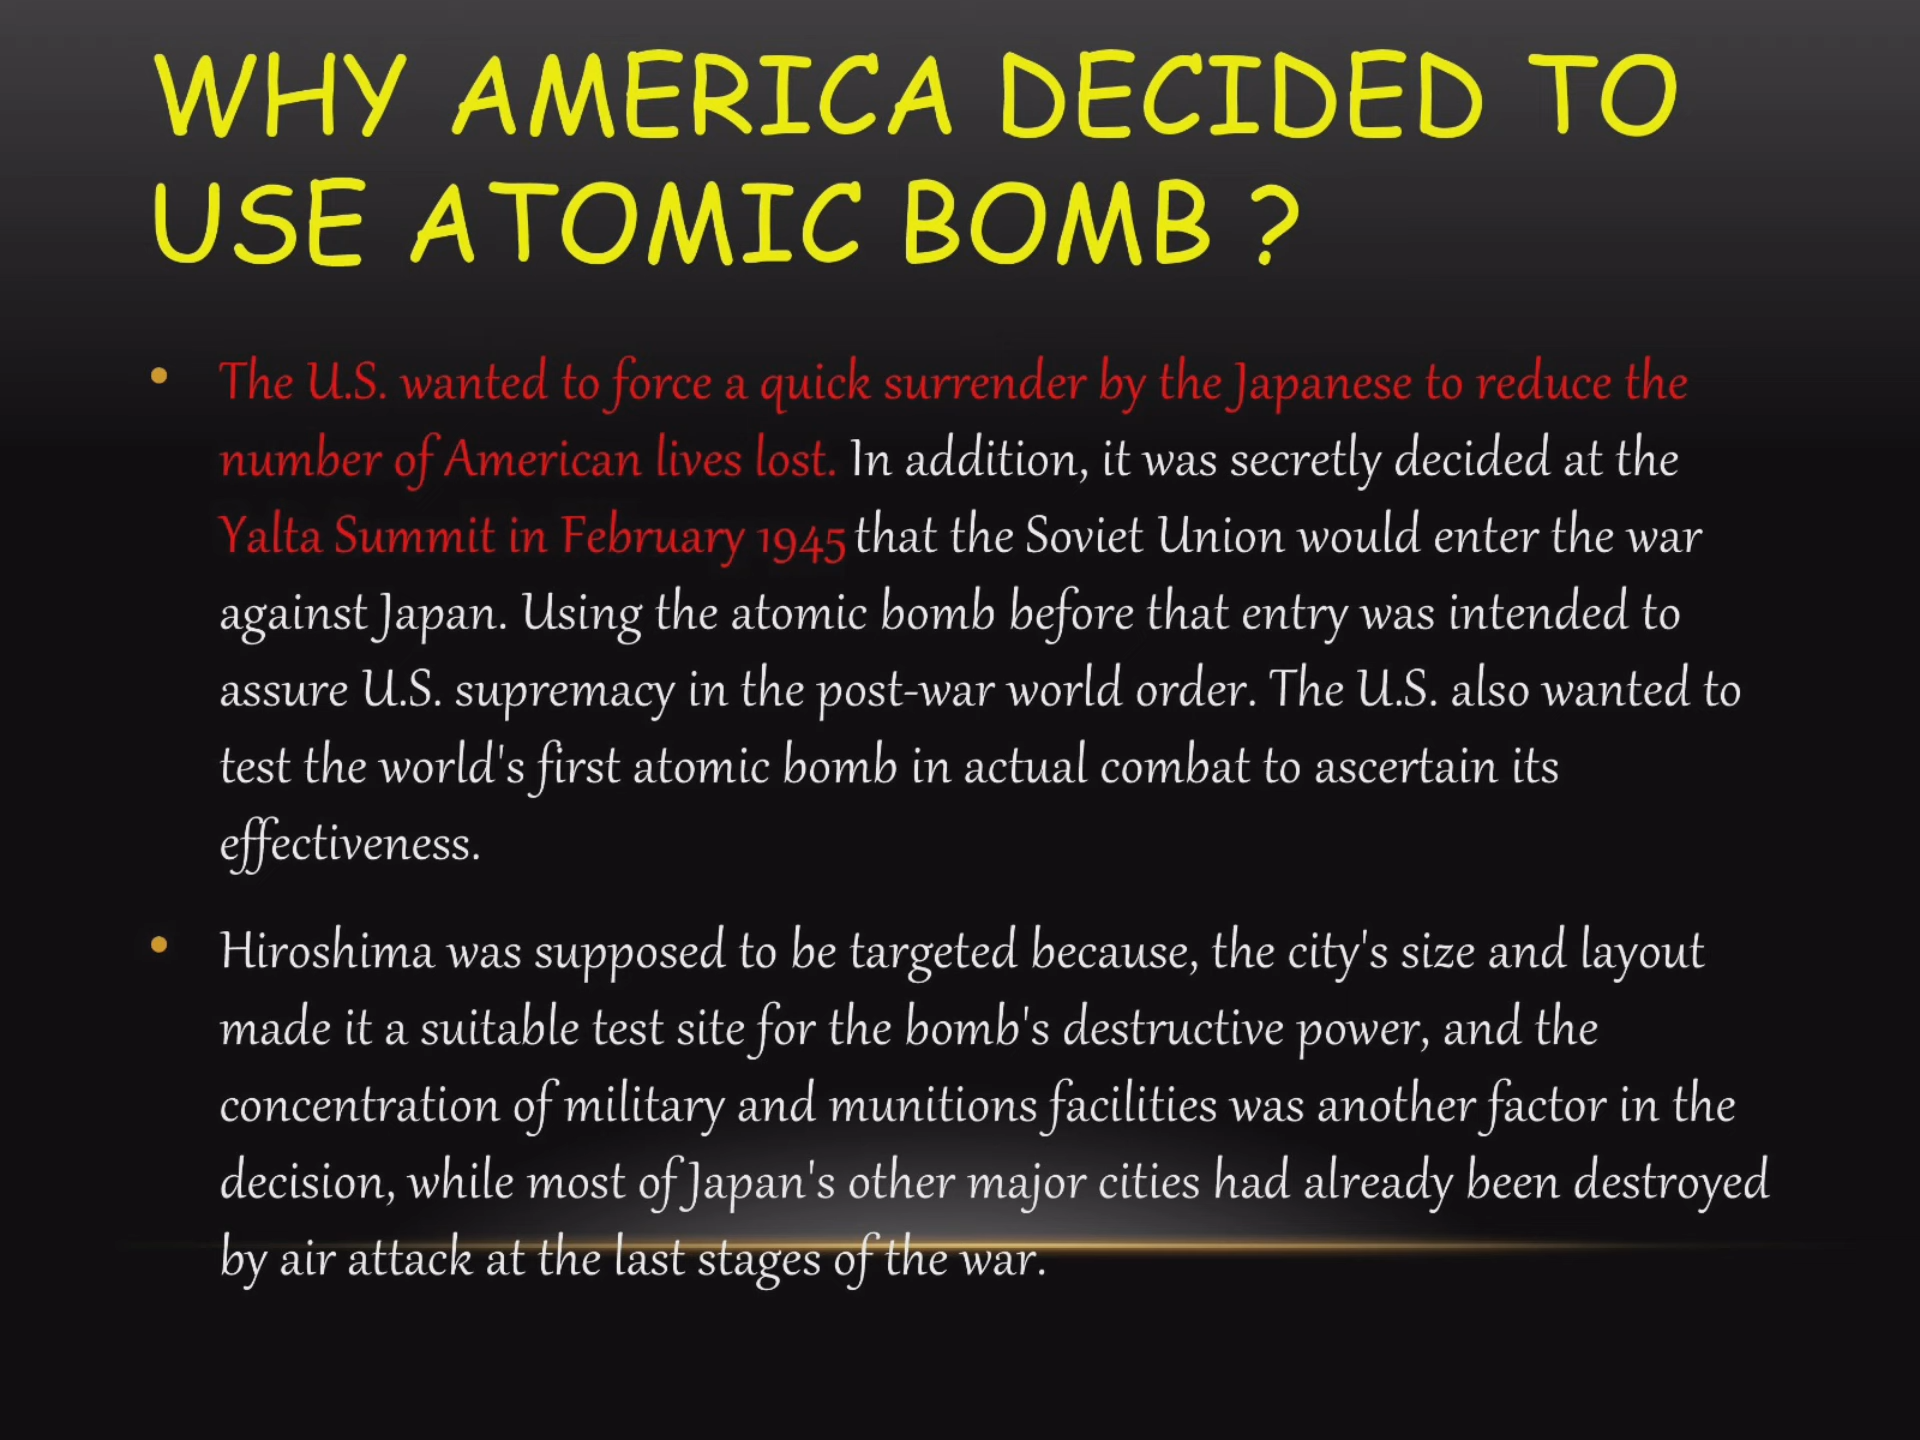 WHY AMERICA DECIDED TO
USE ATOMIC BOMB ?
• The U.S. wanted to force a quick surrender by the Japanese to reduce the
number of American lives lost. In addition, it was secretly decided at the
Yalta Summit in February 1945 that the Soviet Union would enter the war
against Japan. Using the atomic bomb before that entry was intended to
assure U.S. supremacy in the post-war world order. The U.S. also wanted to
test the world's first atomic bomb in actual combat to ascertain its
effectiveness.
• Hiroshima was supposed to be targeted because, the city's size and layout
made it a suitable test site for the bomb's destructive power, and the
concentration of military and munitions facilities was another factor in the
decision, while most of Japan's other major cities had already been destroyed
by air attack at the last stages of the war.